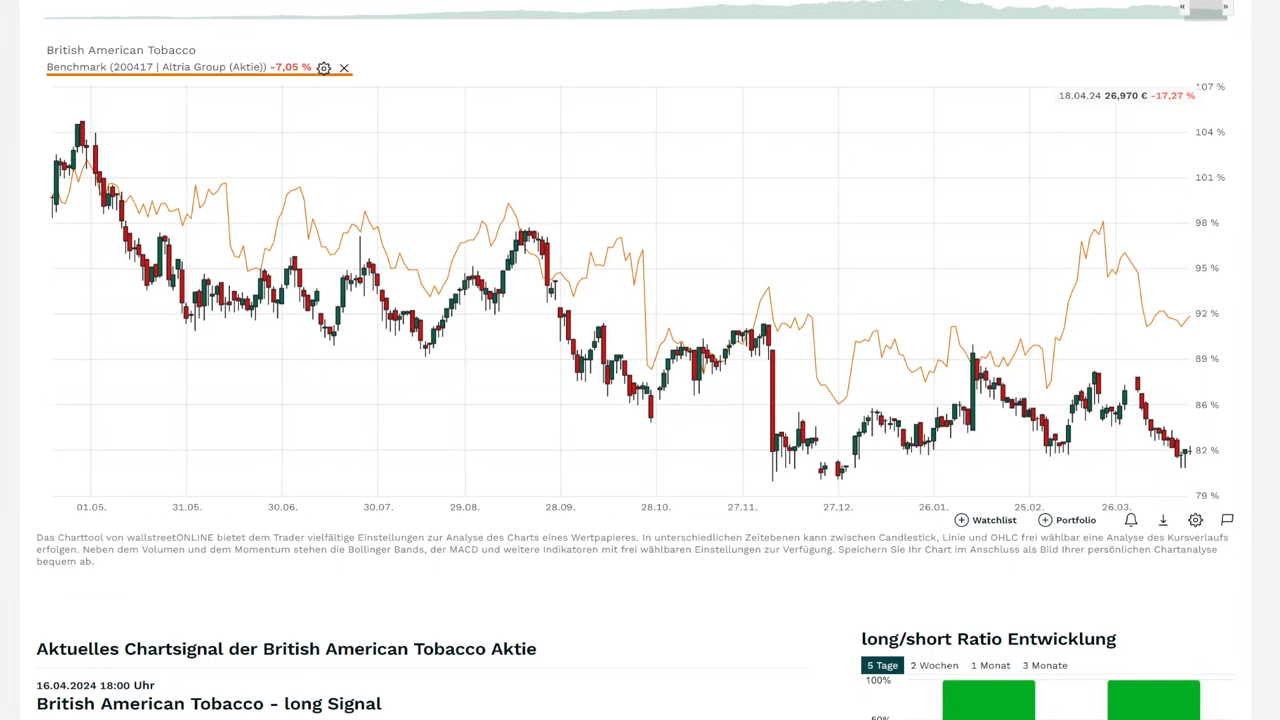 «
»
British American Tobacco
Benchmark (200417 | Altria Group (Aktie)) -7,05 %
18.04.24 26,970 € -17,27 %
107 %
104 %
101 %
98 %
95 %
92 %
89 %
86 %
82 %
79 %
01.05. 31.05. 30.06. 30.07. 29.08. 28.09. 28.10. 27.11. 27.12. 26.01. 25.02. 26.03.
Watchlist Portfolio
Das Charttool von wallstreetONLINE bietet dem Trader vielfältige Einstellungen zur Analyse des Charts eines Wertpapieres. In unterschiedlichen Zeitebenen kann zwischen Candlestick, Linie und OHLC frei wählbar eine Analyse des Kursverlaufs
erfolgen. Neben dem Volumen und dem Momentum stehen die Bollinger Bands, der MACD und weitere Indikatoren mit frei wählbaren Einstellungen zur Verfügung. Speichern Sie Ihr Chart im Anschluss als Bild Ihrer persönlichen Chartanalyse
bequem ab.
Aktuelles Chartsignal der British American Tobacco Aktie
16.04.2024 18:00 Uhr
British American Tobacco - long Signal
long/short Ratio Entwicklung
5 Tage 2 Wochen 1 Monat 3 Monate
100%